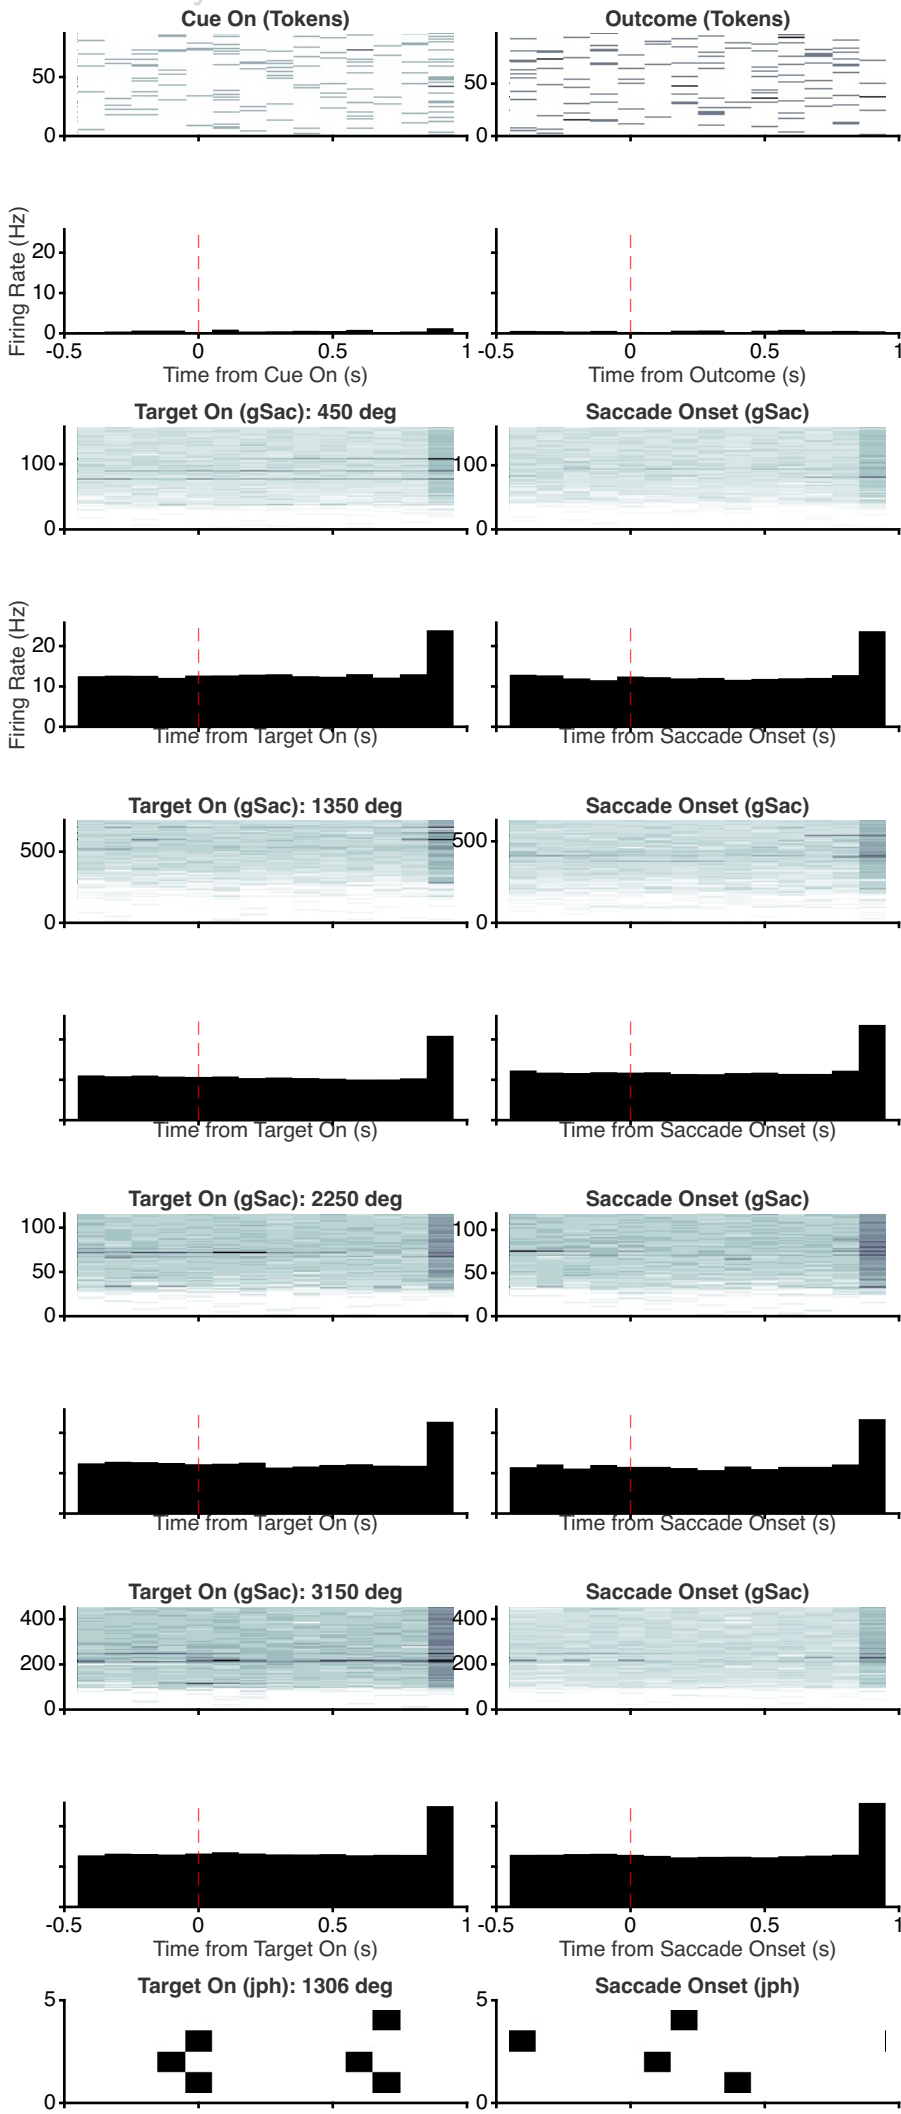 Cue On (Tokens)
Outcome (Tokens)
50
0
50
0
Firing Rate (Hz)
20
10
0
-0.5
0
0.5
1
-0.5
0
0.5
1
Time from Cue On (s)
Time from Outcome (s)
Target On (gSac): 450 deg
Saccade Onset (gSac)
100
0
100
0
Firing Rate (Hz)
20
10
0
Time from Target On (s)
Time from Saccade Onset (s)
Target On (gSac): 1350 deg
Saccade Onset (gSac)
500
0
500
0
Time from Target On (s)
Time from Saccade Onset (s)
Target On (gSac): 2250 deg
Saccade Onset (gSac)
100
50
0
100
50
0
Time from Target On (s)
Time from Saccade Onset (s)
Target On (gSac): 3150 deg
Saccade Onset (gSac)
400
200
0
400
200
0
-0.5
0
0.5
1
-0.5
0
0.5
1
Time from Target On (s)
Time from Saccade Onset (s)
Target On (jph): 1306 deg
Saccade Onset (jph)
5
0
5
0